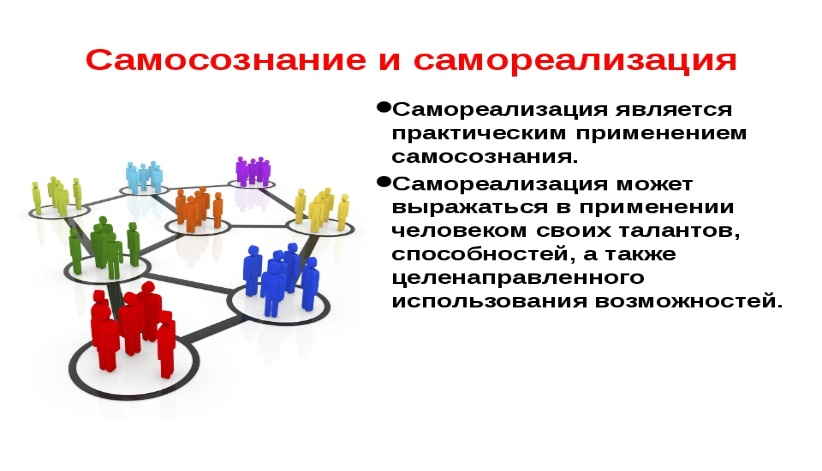 Самосознание и самореализация
•Самореализация является
практическим применением
самосознания.
•Самореализация может
выражаться в применении
человеком своих талантов,
способностей, а также
целенаправленного
использования возможностей.